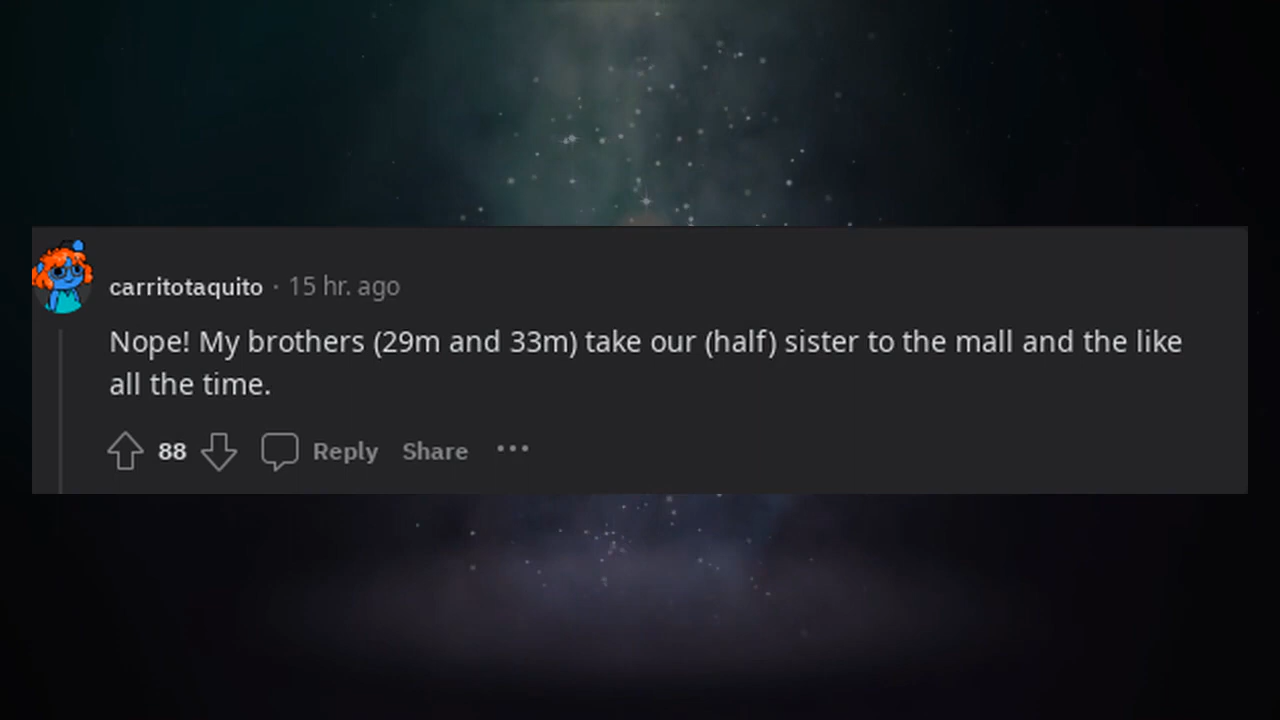 carritotaquito · 15 hr. ago
Nope! My brothers (29m and 33m) take our (half) sister to the mall and the like
all the time.
88 Reply Share ···